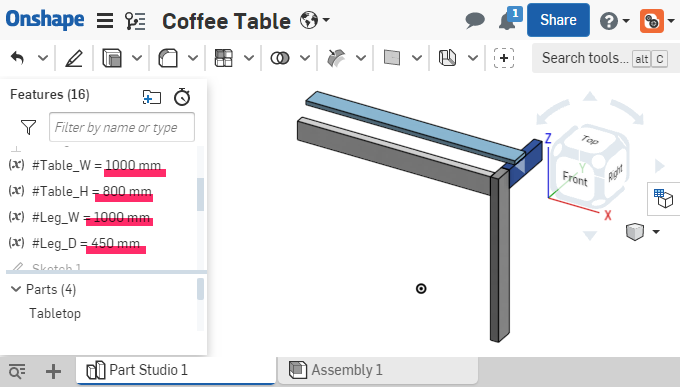 Onshape Coffee Table 1 Share
Search tools... alt C
Features (16)
Filter by name or type
(x) #Table_W = 1000 mm
(x) #Table_H = 800 mm
(x) #Leg_W = 1000 mm
(x) #Leg_D = 450 mm
Sketch 1
Parts (4)
Tabletop
Z
Top
Y
Front Right
X
Part Studio 1 Assembly 1